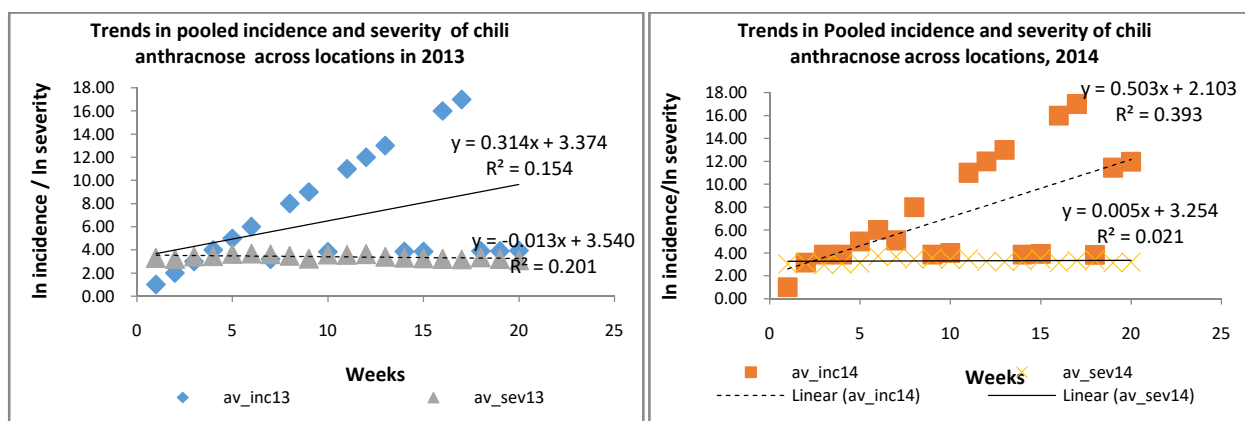 Trends in pooled incidence and severity of chili
anthracnose across locations in 2013
ln incidence / ln severity
18.00
16.00
14.00
12.00
10.00
8.00
6.00
4.00
2.00
0.00
y = 0.314x + 3.374
R² = 0.154
y = -0.013x + 3.540
R² = 0.201
0 5 10 15 20 25
Weeks
av_inc13 av_sev13
Trends in Pooled incidence and severity of chili
anthracnose across locations, 2014
ln incidence/ln severity
18.00
16.00
14.00
12.00
10.00
8.00
6.00
4.00
2.00
0.00
y = 0.503x + 2.103
R² = 0.393
y = 0.005x + 3.254
R² = 0.021
0 5 10 15 20 25
Weeks
av_inc14 av_sev14
Linear (av_inc14) Linear (av_sev14)